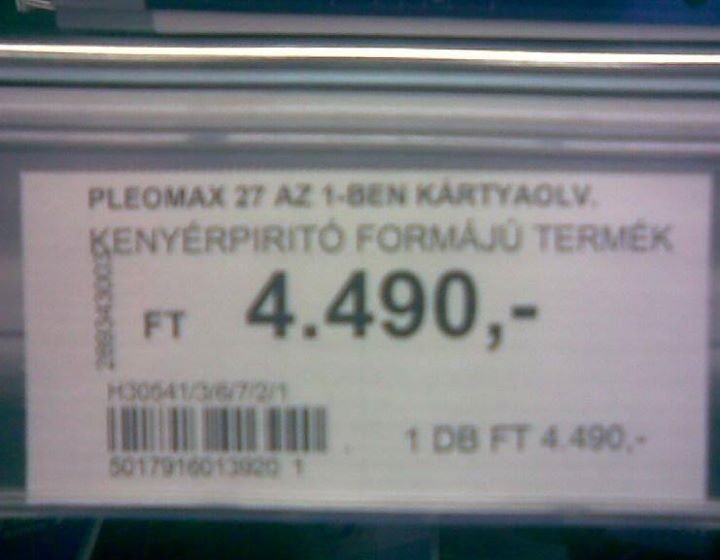 PLEOMAX 27 AZ 1-BEN KÁRTYAOLV.
KENYÉRPIRITÓ FORMÁJÚ TERMÉK
FT 4.490,-
H30541/3/6/7/2/1
1 DB FT 4.490,-
5017916013920 1